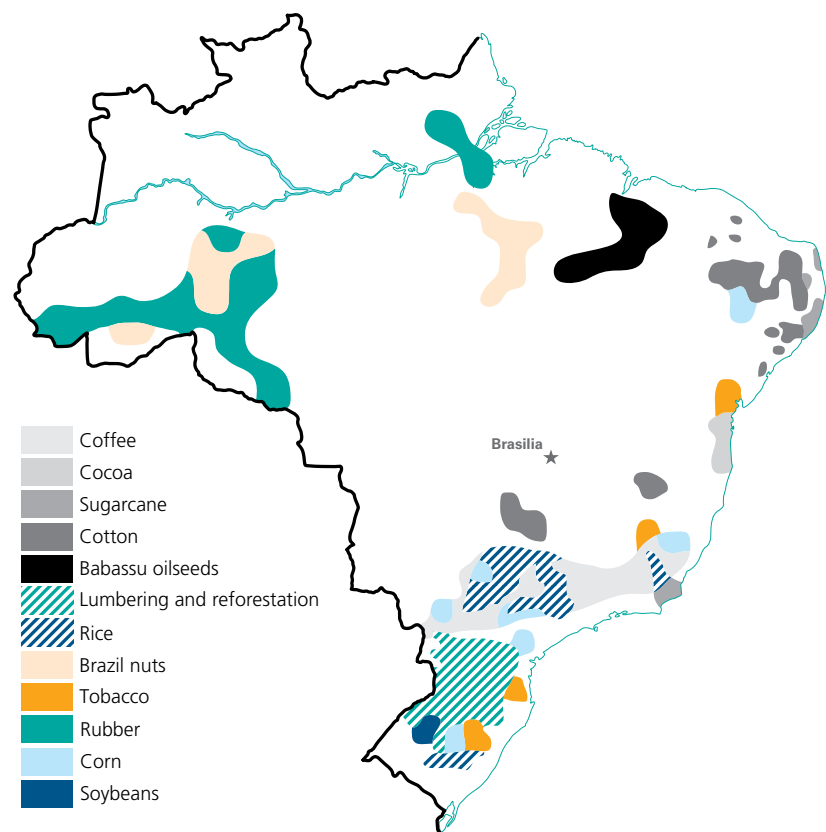 Brasilia
Coffee
Cocoa
Sugarcane
Cotton
Babassu oilseeds
Lumbering and reforestation
Rice
Brazil nuts
Tobacco
Rubber
Corn
Soybeans